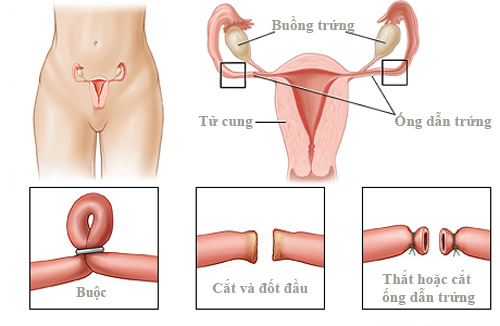 Buồng trứng
Tử cung
Ống dẫn trứng
Buộc
Cắt và đốt đầu
Thắt hoặc cắt
ống dẫn trứng